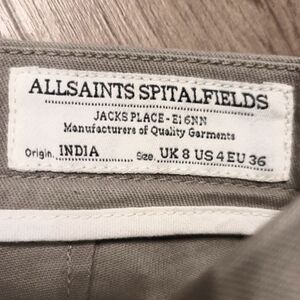 ALLSAINTS SPITALFIELDS
JACKS PLACE - E1 6NN
Manufacturers of Quality Garments
Origin. INDIA Size. UK 8 US 4 EU 36